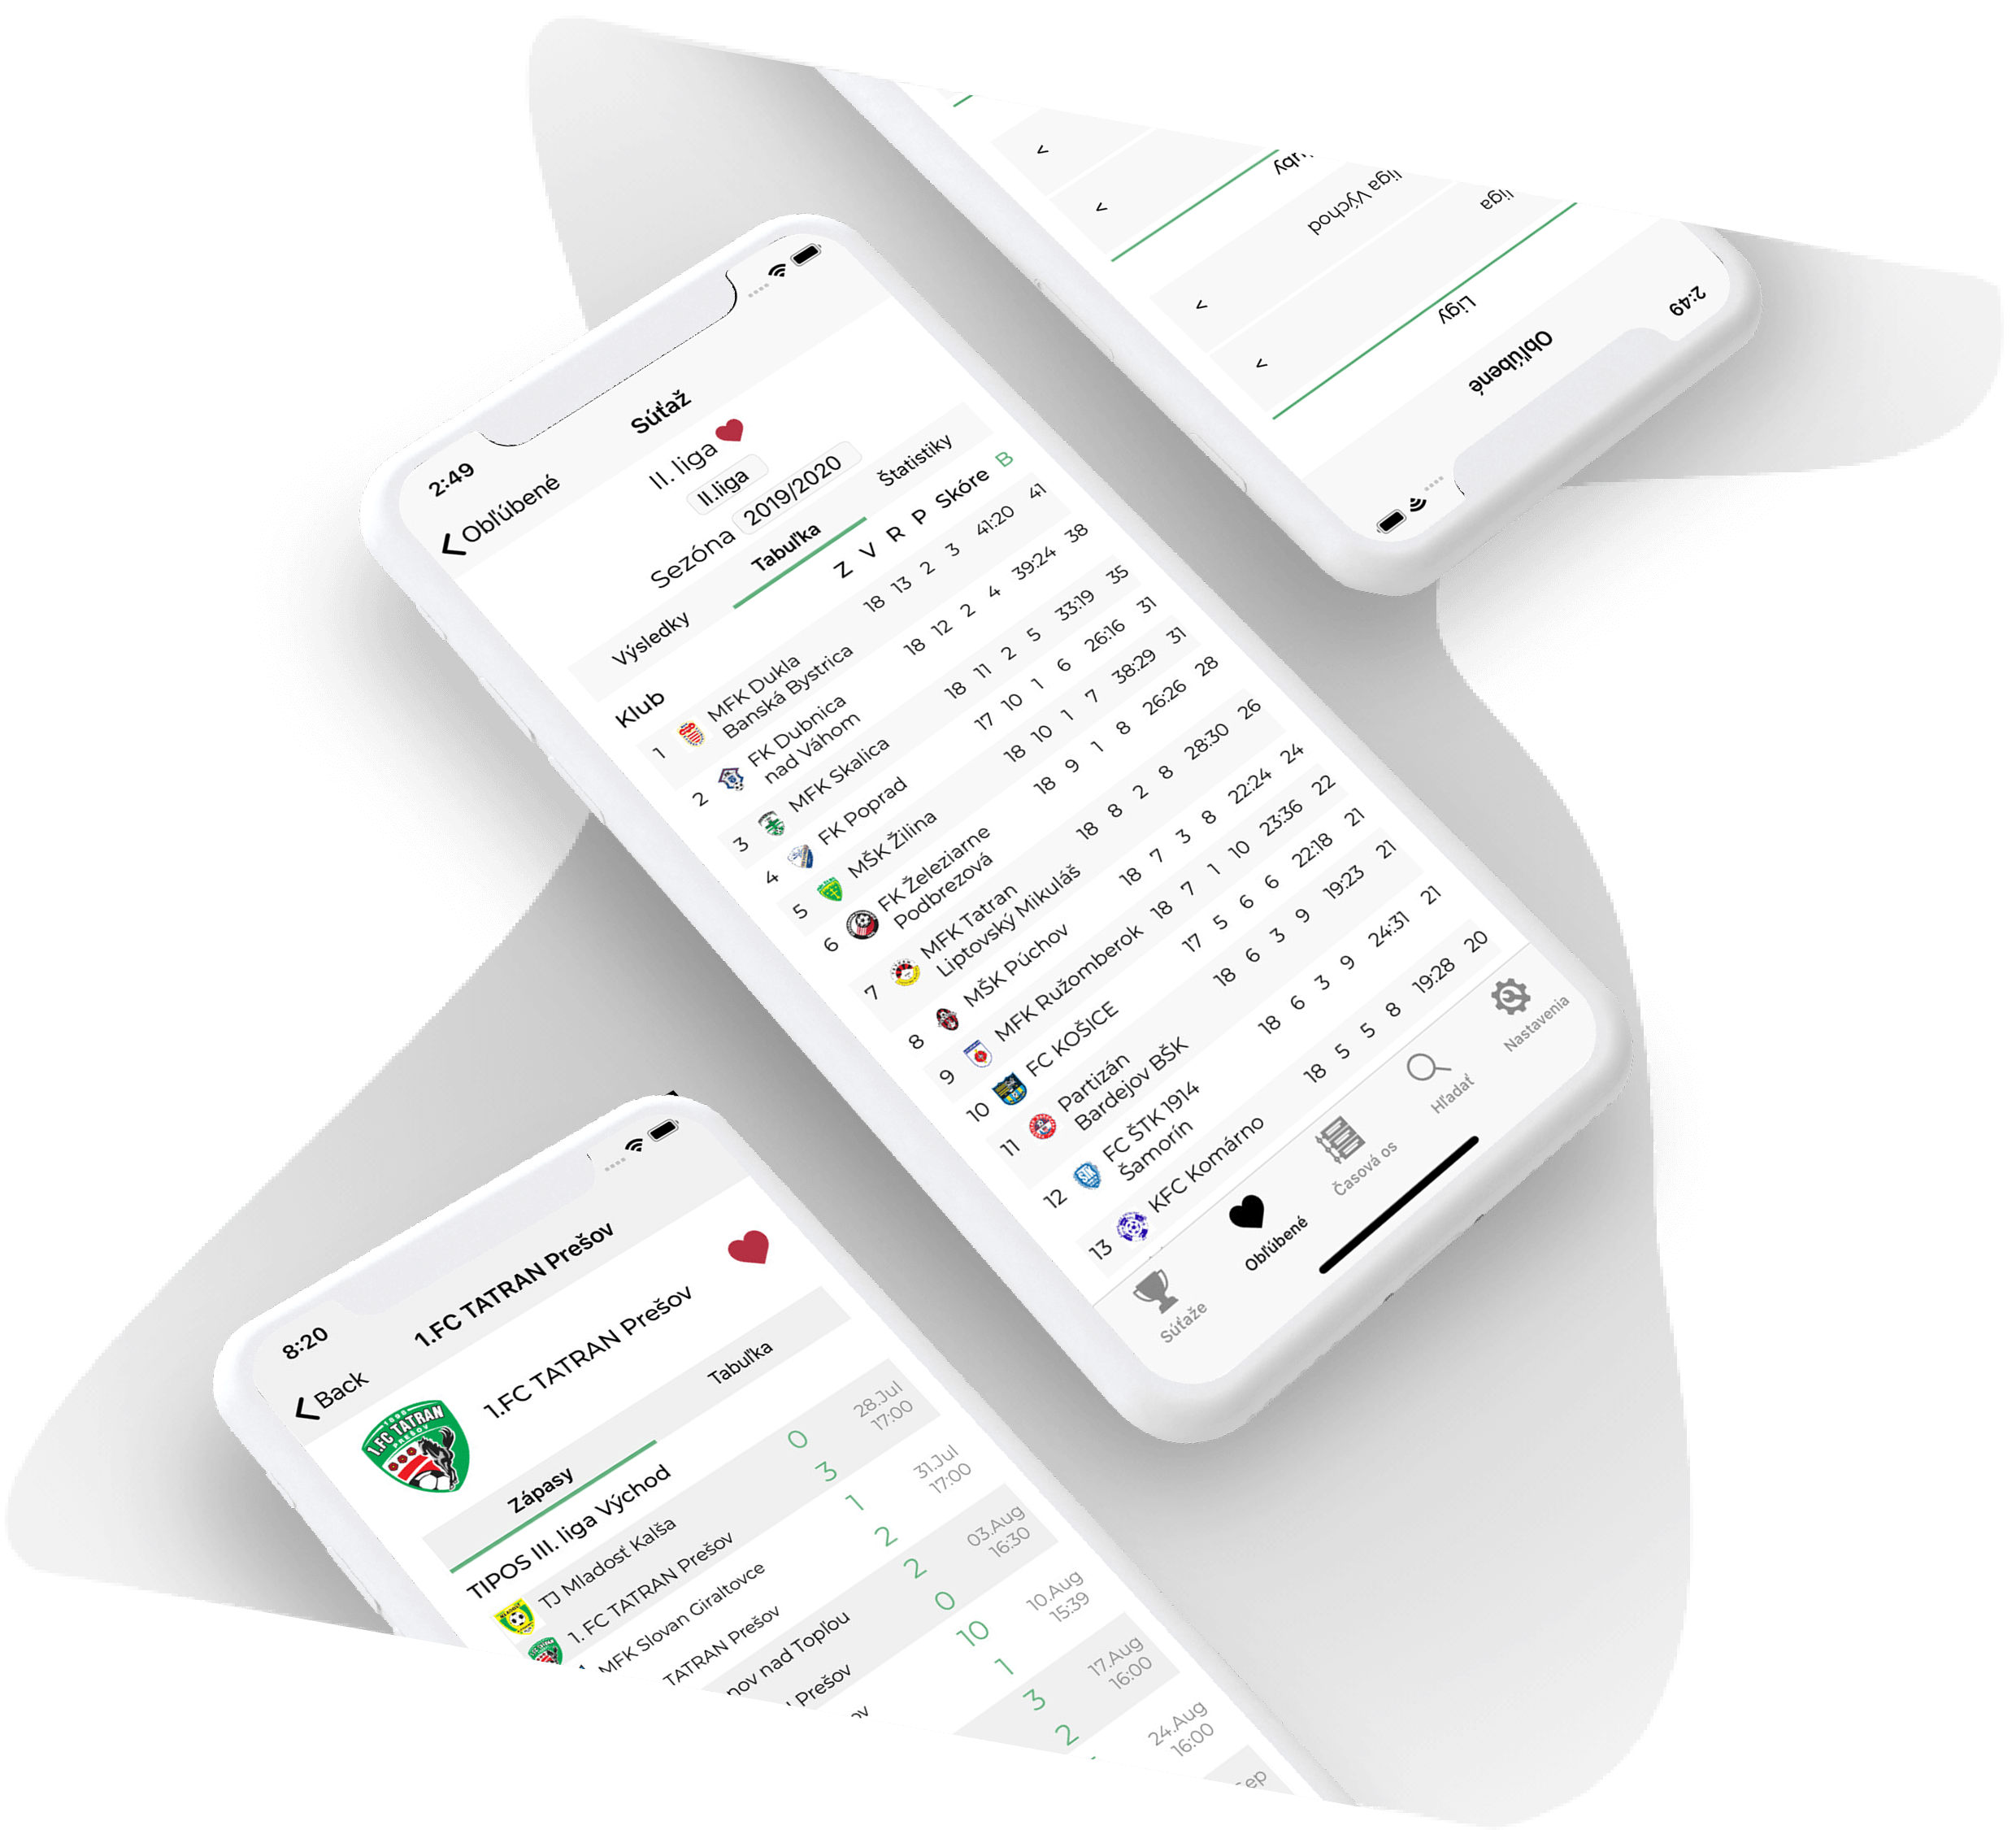 2:49
Obľúbené
Ligy
liga
liga Východ
2:49
Súťaž
Obľúbené
II. liga
II.liga
Sezóna 2019/2020
Výsledky Tabuľka Štatistiky
Klub Z V R P Skóre B
1 MFK Dukla Banská Bystrica 18 13 2 3 41:20 41
2 FK Dubnica nad Váhom 18 12 2 4 39:24 38
3 MFK Skalica 18 11 2 5 33:19 35
4 FK Poprad 17 10 1 6 26:16 31
5 MŠK Žilina 18 10 1 7 38:29 31
6 FK Železiarne Podbrezová 18 9 1 8 26:26 28
7 MFK Tatran Liptovský Mikuláš 18 8 2 8 28:30 26
8 MŠK Púchov 18 7 3 8 22:24 24
9 MFK Ružomberok 18 7 1 10 23:36 22
10 FC KOŠICE 17 5 6 6 22:18 21
11 Partizán Bardejov BŠK 18 6 3 9 19:23 21
12 FC ŠTK 1914 Šamorín 18 6 3 9 24:31 21
13 KFC Komárno 18 5 5 8 19:28 20
Súťaže Obľúbené Časová os Hľadať Nastavenia
8:20
1.FC TATRAN Prešov
Back
1.FC TATRAN PREŠOV
1.FC TATRAN Prešov
Zápasy Tabuľka
TIPOS III. liga Východ
TJ Mladosť Kalša 0 28.Jul
1. FC TATRAN Prešov 3 17:00
MFK Slovan Giraltovce 1 31.Jul
TATRAN Prešov 2 17:00
nad Topľou 2 03.Aug
Prešov 0 16:30
10 10.Aug
1 15:39
3 17.Aug
2 16:00
24.Aug
16:00